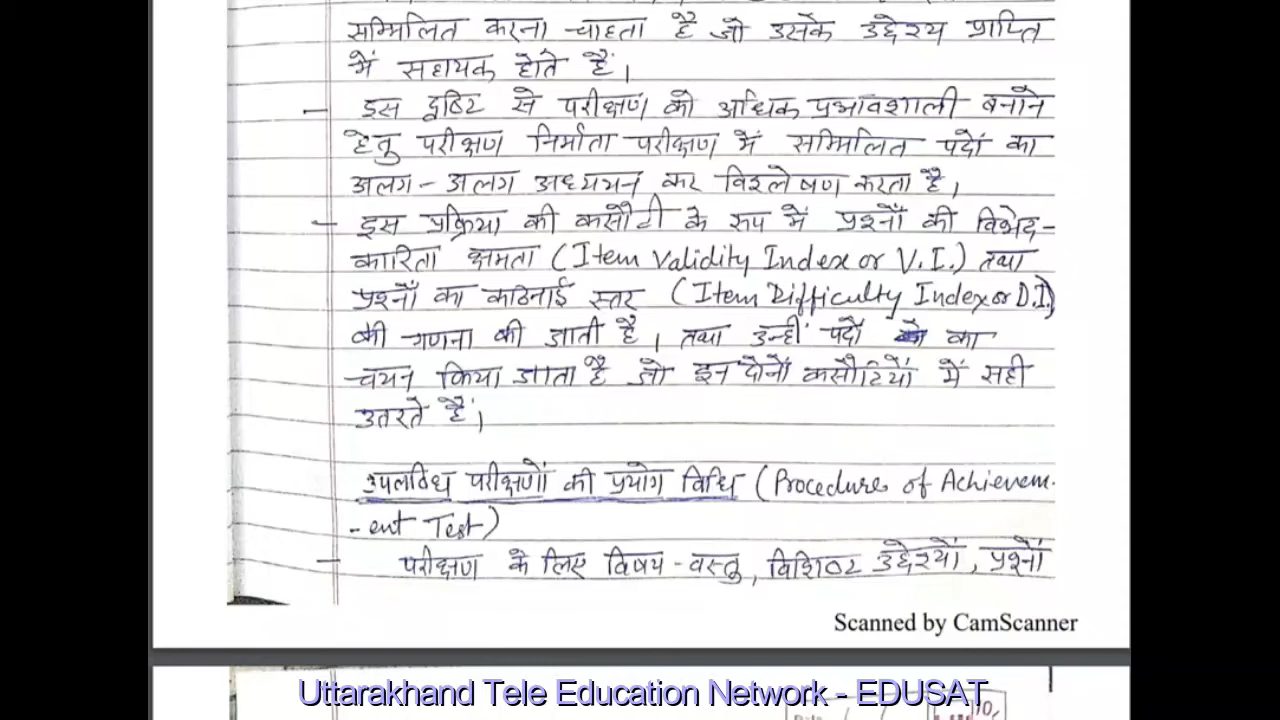 सम्मिलित करना चाहता है जो उसके उद्देश्य प्राप्ति
में सहायक होते हैं।
- इस दृष्टि से परीक्षण को अधिक प्रभावशाली बनाने
हेतु परीक्षण निर्माता परीक्षण में सम्मिलित पदों का
अलग-अलग अध्ययन कर विश्लेषण करता है।
- इस प्रक्रिया की कसौटी के रूप में प्रश्नों की विभेद-
कारिता क्षमता (Item Validity Index or V.I.) तथा
प्रश्नों का कठिनाई स्तर (Item Difficulty Index or D.I)
की गणना की जाती है। तथा उन्हीं पदों का
चयन किया जाता है जो इन दोनों कसौटियों में सही
उतरते हैं।
उपलब्धि परीक्षणों की प्रयोग विधि (Procedure of Achievem-
-ent Test)
- परीक्षण के लिए विषय-वस्तु, विशिष्ट उद्देश्यों, प्रश्नों
Scanned by CamScanner
Uttarakhand Tele Education Network - EDUSAT
10,